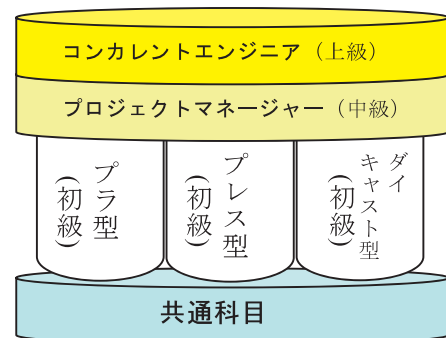 コンカレントエンジニア（上級）
プロジェクトマネージャー（中級）
プラ型
（初級）
プレス型
（初級）
ダイ
キャスト型
（初級）
共通科目